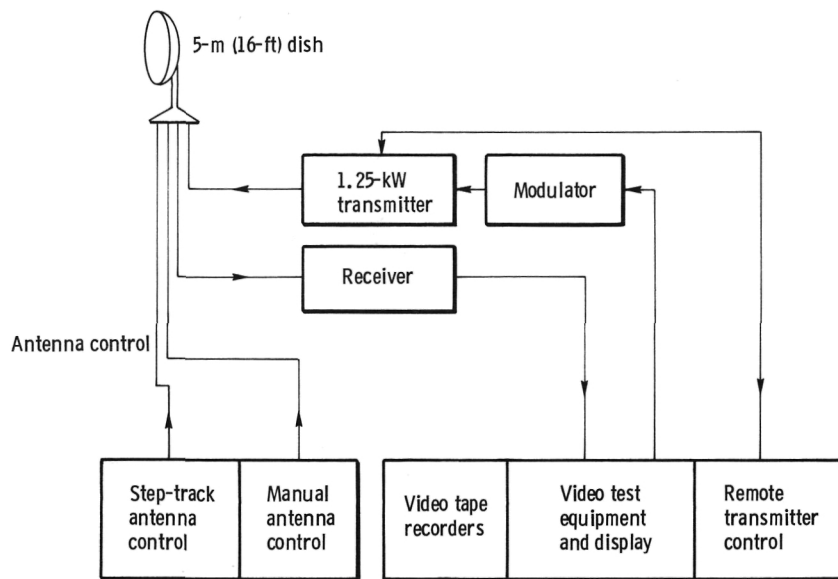 5-m (16-ft) dish
1.25-kW
transmitter
Modulator
Receiver
Antenna control
Step-track
antenna
control
Manual
antenna
control
Video tape
recorders
Video test
equipment
and display
Remote
transmitter
control